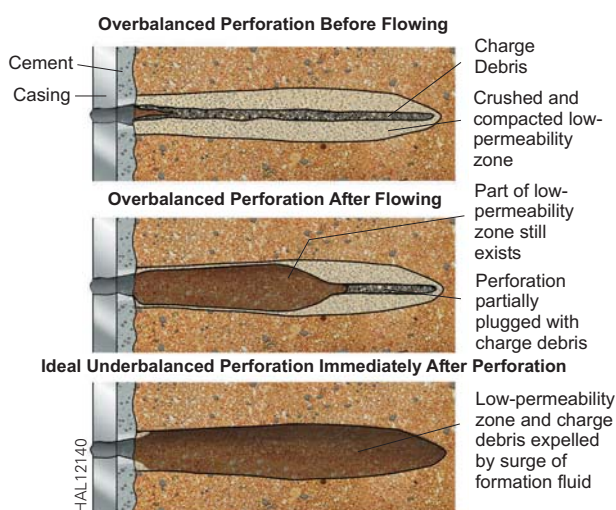 Overbalanced Perforation Before Flowing
Cement
Casing
Charge
Debris
Crushed and
compacted low-
permeability
zone
Overbalanced Perforation After Flowing
Part of low-
permeability
zone still
exists
Perforation
partially
plugged with
charge debris
Ideal Underbalanced Perforation Immediately After Perforation
Low-permeability
zone and charge
debris expelled
by surge of
formation fluid
HAL12140